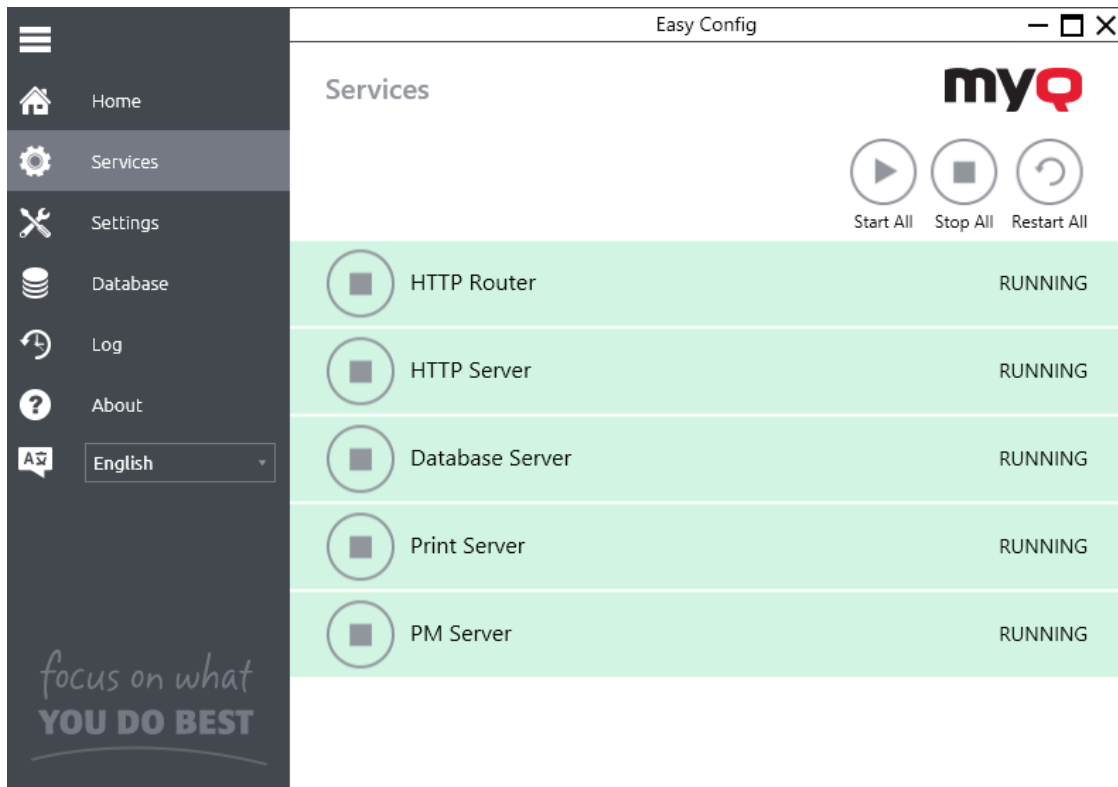 Easy Config
Home
Services
Settings
Database
Log
About
English
focus on what
YOU DO BEST
Services
myQ
Start All Stop All Restart All
HTTP Router RUNNING
HTTP Server RUNNING
Database Server RUNNING
Print Server RUNNING
PM Server RUNNING